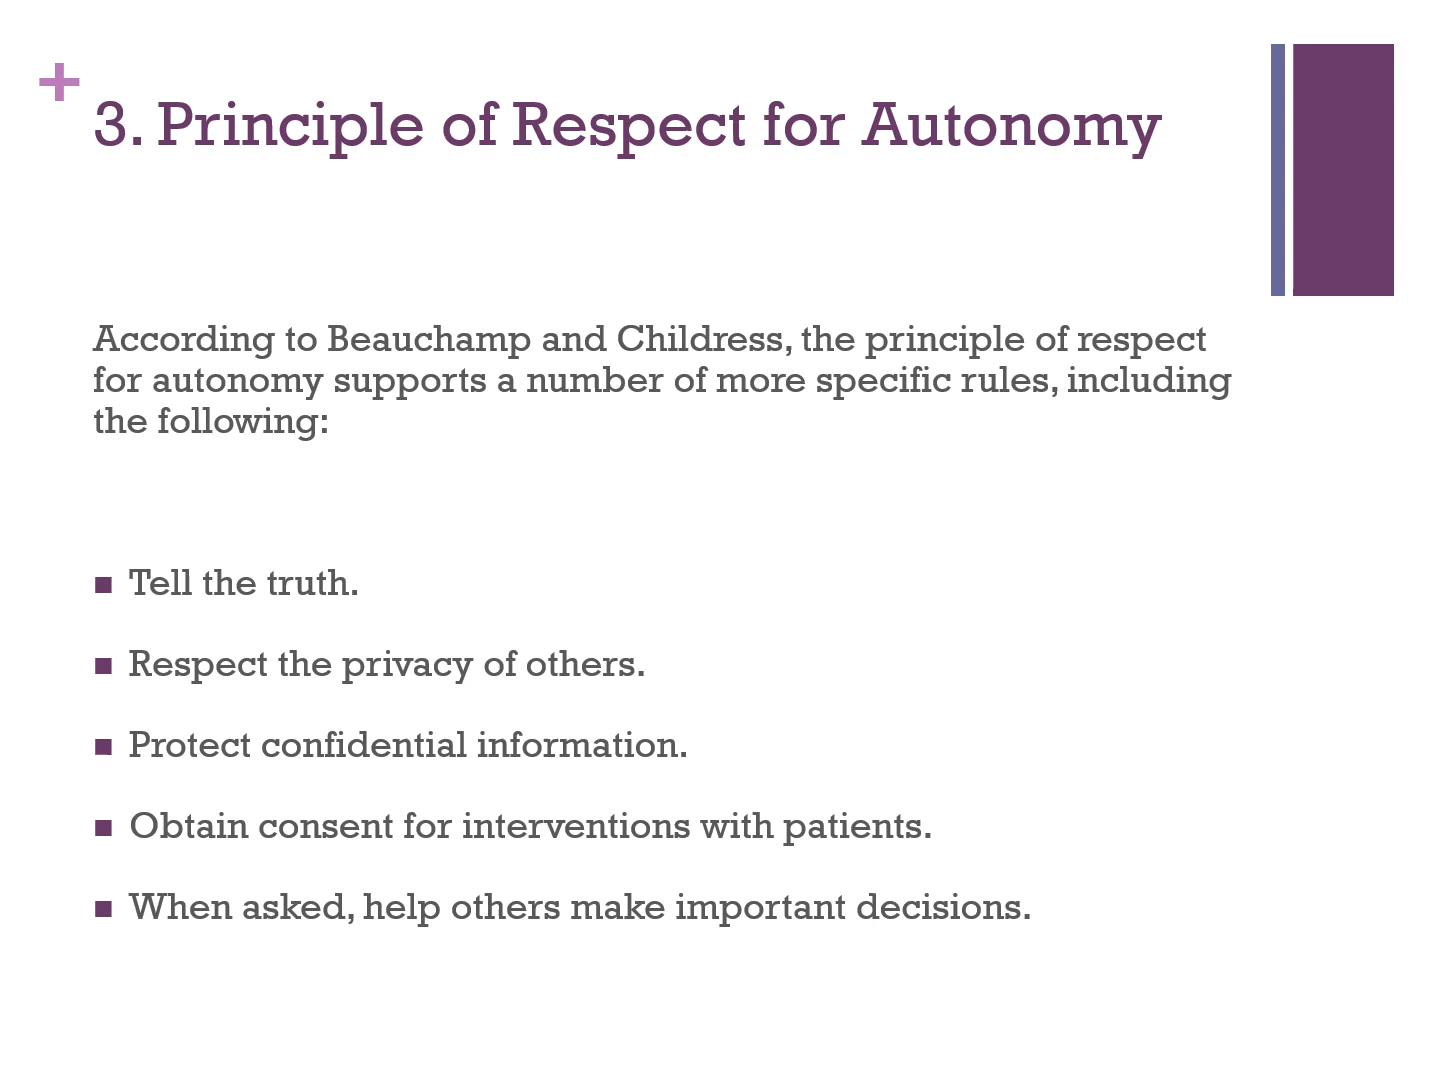 +
3. Principle of Respect for Autonomy
According to Beauchamp and Childress, the principle of respect
for autonomy supports a number of more specific rules, including
the following:
■ Tell the truth.
■ Respect the privacy of others.
■ Protect confidential information.
■ Obtain consent for interventions with patients.
■ When asked, help others make important decisions.